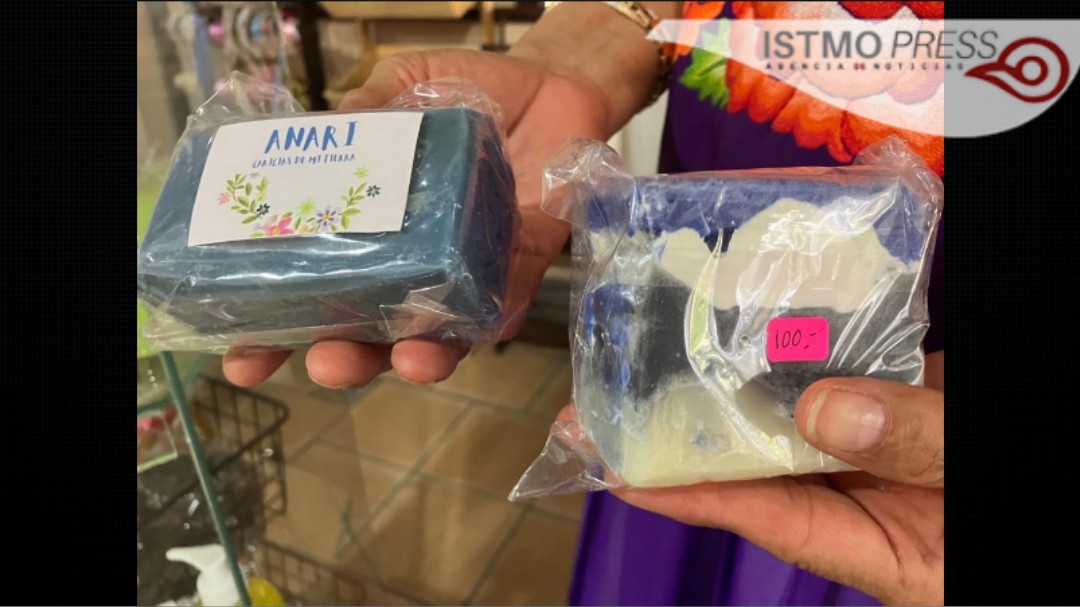 ISTMO PRESS
AGENCIA DE NOTICIAS
ANARI
CARICIAS DE MI TIERRA
100.-